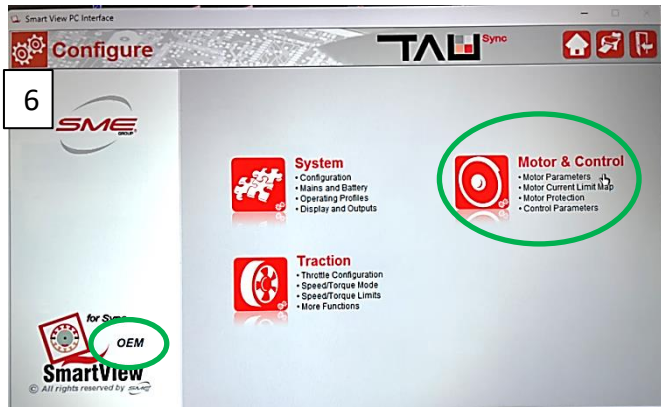 Smart View PC Interface
Configure
TAU Sync
6
SME
GROUP
System
• Configuration
• Mains and Battery
• Operating Profiles
• Display and Outputs
Motor & Control
• Motor Parameters
• Motor Current Limit Map
• Motor Protection
• Control Parameters
Traction
• Throttle Configuration
• Speed/Torque Mode
• Speed/Torque Limits
• More Functions
for Sync
OEM
SmartView
© All rights reserved by SME